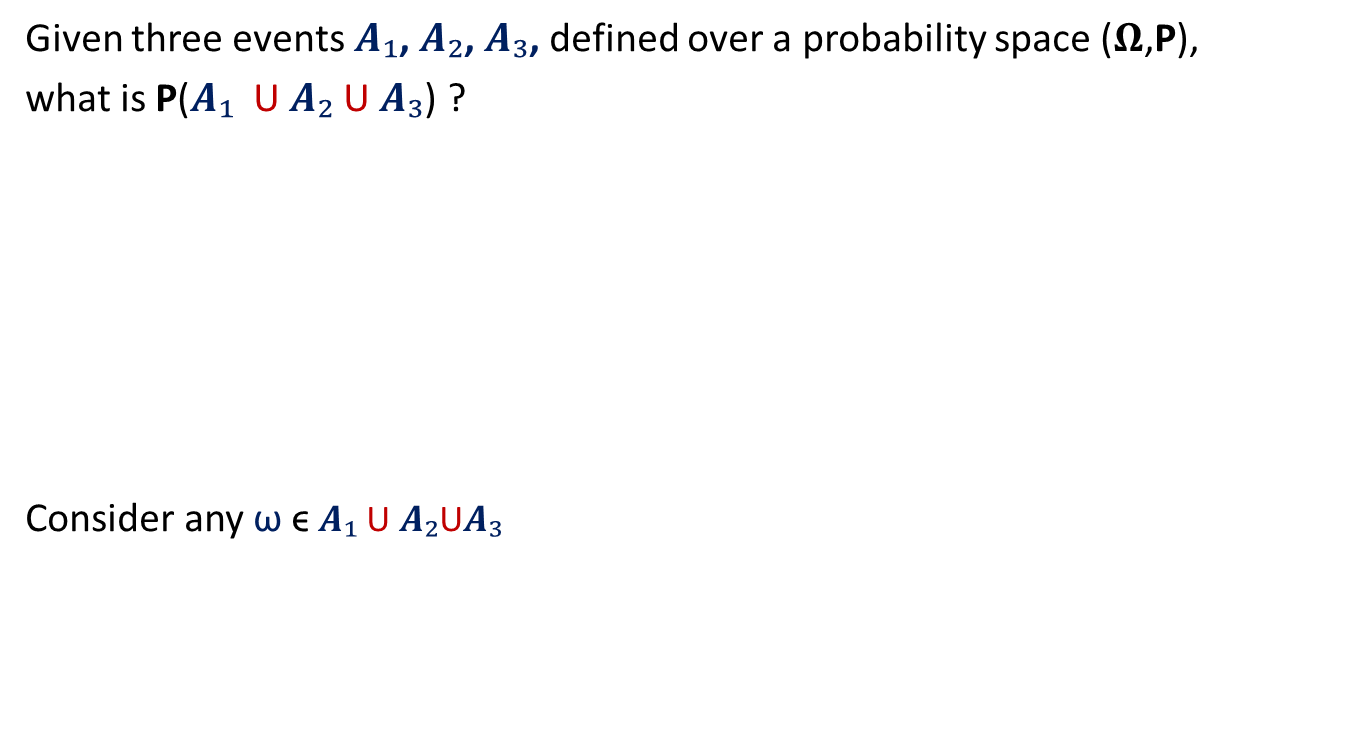 Given three events A₁, A₂, A₃, defined over a probability space (Ω,P),
what is P(A₁ ∪ A₂ ∪ A₃) ?
Consider any ω ϵ A₁ ∪ A₂∪A₃